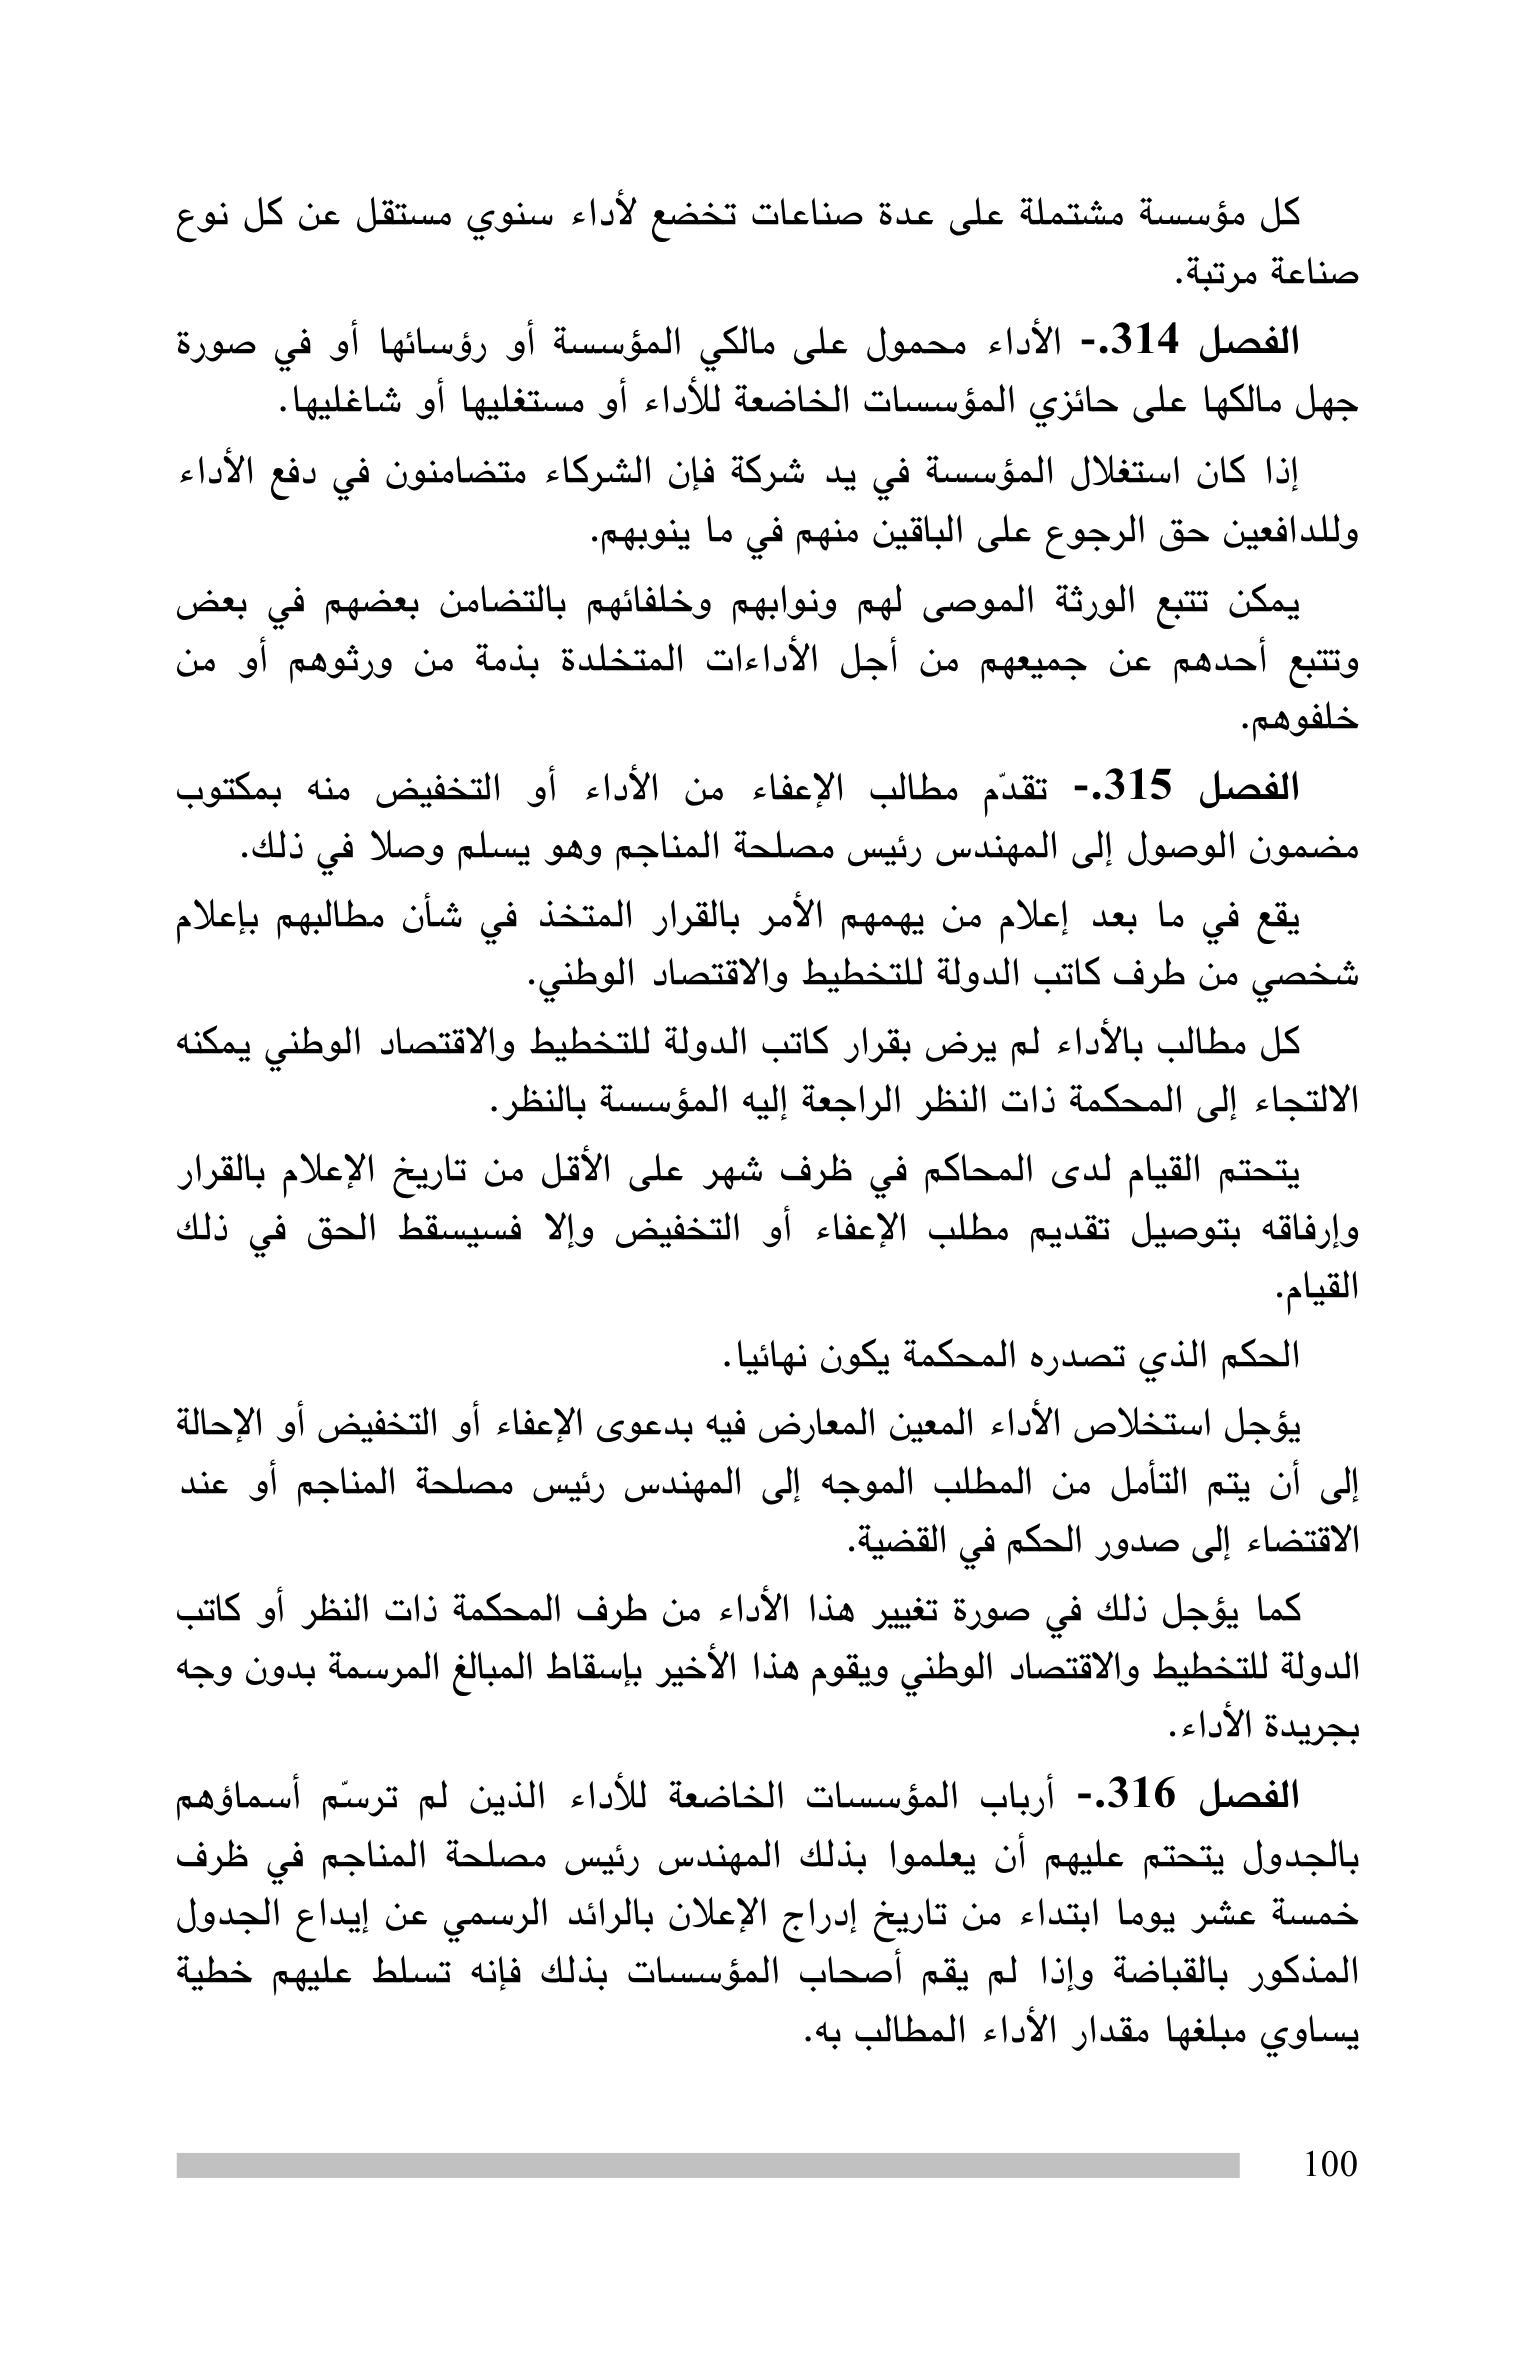 كل مؤسسة مشتملة على عدة صناعات تخضع لأداء سنوي مستقل عن كل نوع
صناعة مرتبة.
الفصل 314.- الأداء محمول على مالكي المؤسسة أو رؤسائها أو في صورة
جهل مالكها على حائزي المؤسسات الخاضعة للأداء أو مستغليها أو شاغليها.
إذا كان استغلال المؤسسة في يد شركة فإن الشركاء متضامنون في دفع الأداء
وللدافعين حق الرجوع على الباقين منهم في ما ينوبهم.
يمكن تتبع الورثة الموصى لهم ونوابهم وخلفائهم بالتضامن بعضهم في بعض
وتتبع أحدهم عن جميعهم من أجل الأداءات المتخلدة بذمة من ورثوهم أو من
خلفوهم.
الفصل 315.- تقدّم مطالب الإعفاء من الأداء أو التخفيض منه بمكتوب
مضمون الوصول إلى المهندس رئيس مصلحة المناجم وهو يسلم وصلا في ذلك.
يقع في ما بعد إعلام من يهمهم الأمر بالقرار المتخذ في شأن مطالبهم بإعلام
شخصي من طرف كاتب الدولة للتخطيط والاقتصاد الوطني.
كل مطالب بالأداء لم يرض بقرار كاتب الدولة للتخطيط والاقتصاد الوطني يمكنه
الالتجاء إلى المحكمة ذات النظر الراجعة إليه المؤسسة بالنظر.
يتحتم القيام لدى المحاكم في ظرف شهر على الأقل من تاريخ الإعلام بالقرار
وإرفاقه بتوصيل تقديم مطلب الإعفاء أو التخفيض وإلا فسيسقط الحق في ذلك
القيام.
الحكم الذي تصدره المحكمة يكون نهائيا.
يؤجل استخلاص الأداء المعين المعارض فيه بدعوى الإعفاء أو التخفيض أو الإحالة
إلى أن يتم التأمل من المطلب الموجه إلى المهندس رئيس مصلحة المناجم أو عند
الاقتضاء إلى صدور الحكم في القضية.
كما يؤجل ذلك في صورة تغيير هذا الأداء من طرف المحكمة ذات النظر أو كاتب
الدولة للتخطيط والاقتصاد الوطني ويقوم هذا الأخير بإسقاط المبالغ المرسمة بدون وجه
بجريدة الأداء.
الفصل 316.- أرباب المؤسسات الخاضعة للأداء الذين لم ترسّم أسماؤهم
بالجدول يتحتم عليهم أن يعلموا بذلك المهندس رئيس مصلحة المناجم في ظرف
خمسة عشر يوما ابتداء من تاريخ إدراج الإعلان بالرائد الرسمي عن إيداع الجدول
المذكور بالقباضة وإذا لم يقم أصحاب المؤسسات بذلك فإنه تسلط عليهم خطية
يساوي مبلغها مقدار الأداء المطالب به.
100